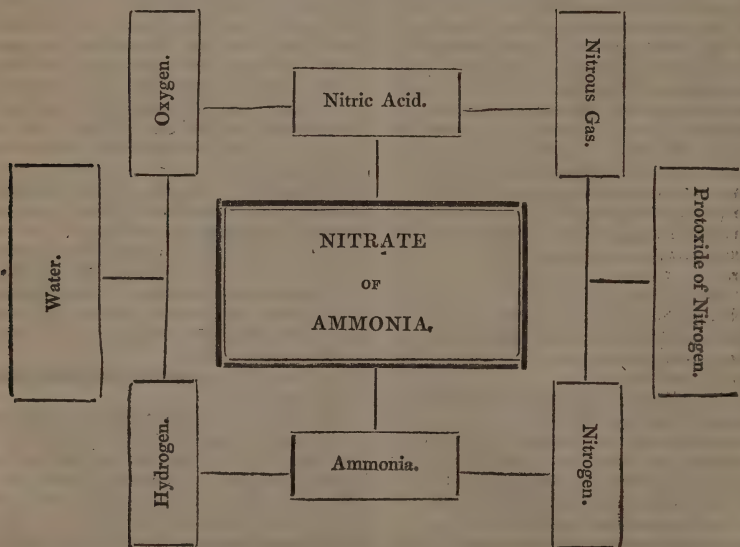 Oxygen.
Nitric Acid.
Nitrous Gas.
Water.
NITRATE
OF
AMMONIA.
Protoxide of Nitrogen.
Hydrogen.
Ammonia.
Nitrogen.